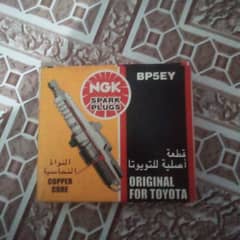 BP5EY
NGK
SPARK
PLUGS
قطعة
أصلية للتويوتا
النواة
النحاسية
COPPER
CORE
ORIGINAL
FOR TOYOTA